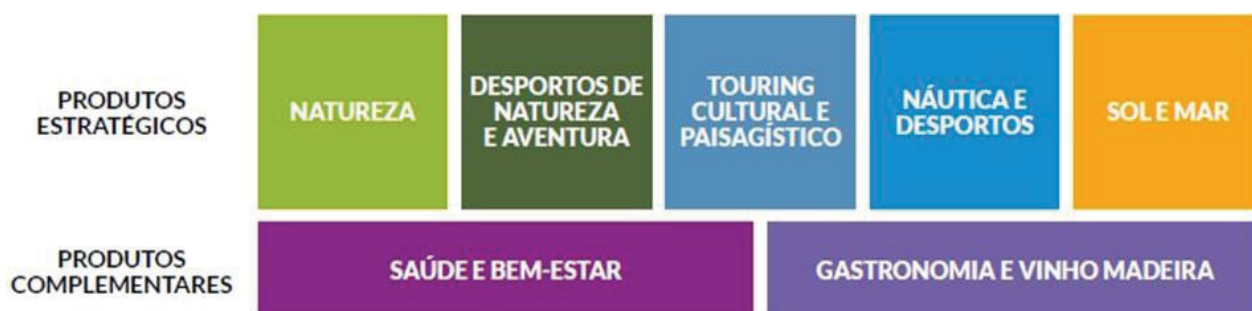 PRODUTOS
ESTRATÉGICOS
NATUREZA
DESPORTOS DE
NATUREZA
E AVENTURA
TOURING
CULTURAL E
PAISAGÍSTICO
NÁUTICA E
DESPORTOS
SOL E MAR
PRODUTOS
COMPLEMENTARES
SAÚDE E BEM-ESTAR
GASTRONOMIA E VINHO MADEIRA